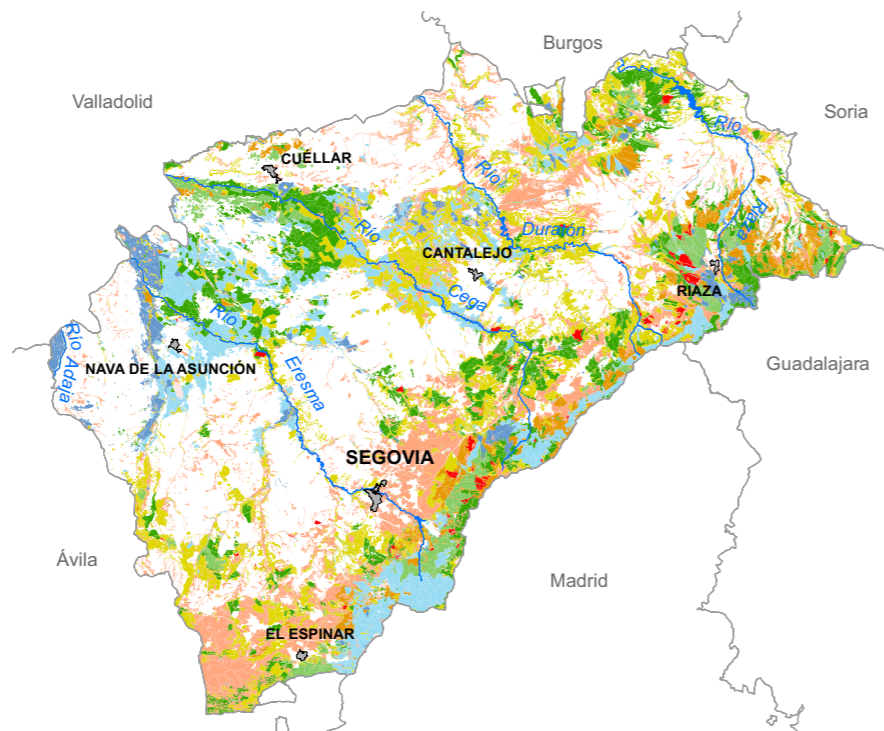 Burgos
Valladolid
Soria
Río
CUÉLLAR
Río
Riaza
Río
Duratón
CANTALEJO
RIAZA
Cega
Río
Río Adaja
NAVA DE LA ASUNCIÓN
Guadalajara
Eresma
SEGOVIA
Ávila
Madrid
EL ESPINAR